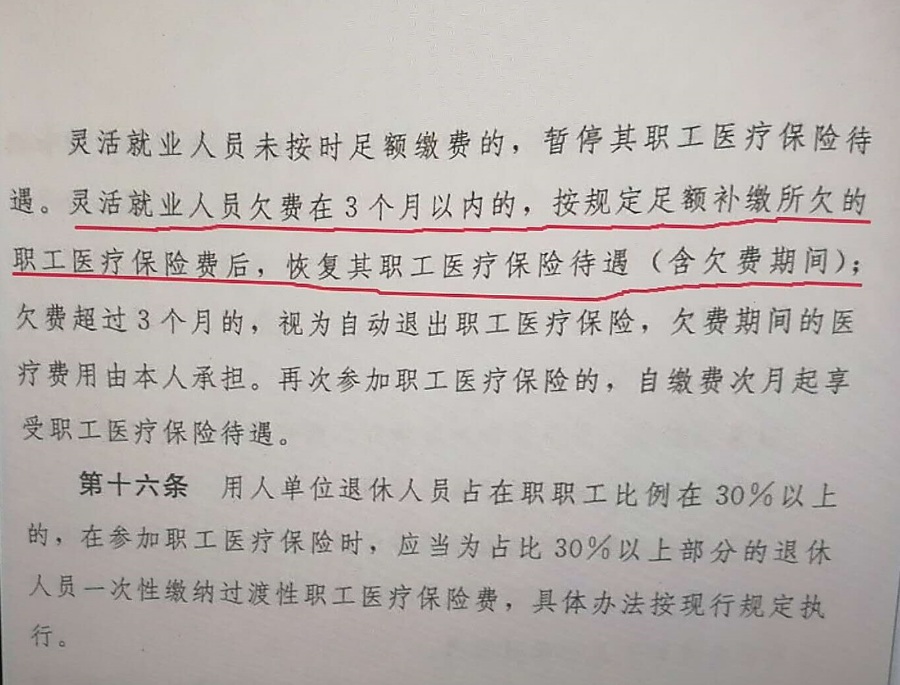 灵活就业人员未按时足额缴费的，暂停其职工医疗保险待
遇。灵活就业人员欠费在3个月以内的，按规定足额补缴所欠的
职工医疗保险费后，恢复其职工医疗保险待遇（含欠费期间）；
欠费超过3个月的，视为自动退出职工医疗保险，欠费期间的医
疗费用由本人承担。再次参加职工医疗保险的，自缴费次月起享
受职工医疗保险待遇。
第十六条 用人单位退休人员占在职职工比例在30%以上
的，在参加职工医疗保险时，应当为占比30%以上部分的退休
人员一次性缴纳过渡性职工医疗保险费，具体办法按现行规定执
行。